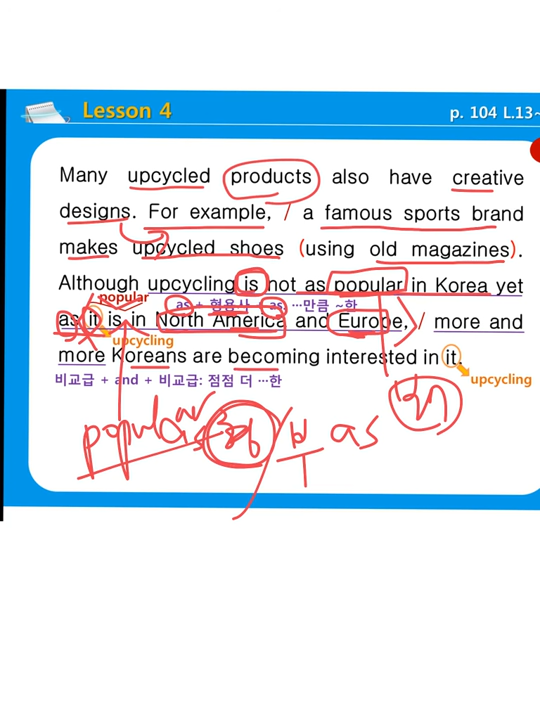 Lesson 4
p. 104 L.13~
Many upcycled products also have creative
designs. For example, / a famous sports brand
makes upcycled shoes (using old magazines).
Although upcycling is not as popular in Korea yet
popular
as + 형용사 + as: …만큼 ~한
as it is in North America and Europe, / more and
upcycling
more Koreans are becoming interested in it.
upcycling
비교급 + and + 비교급: 점점 더 …한
popular as 형 / 부 as